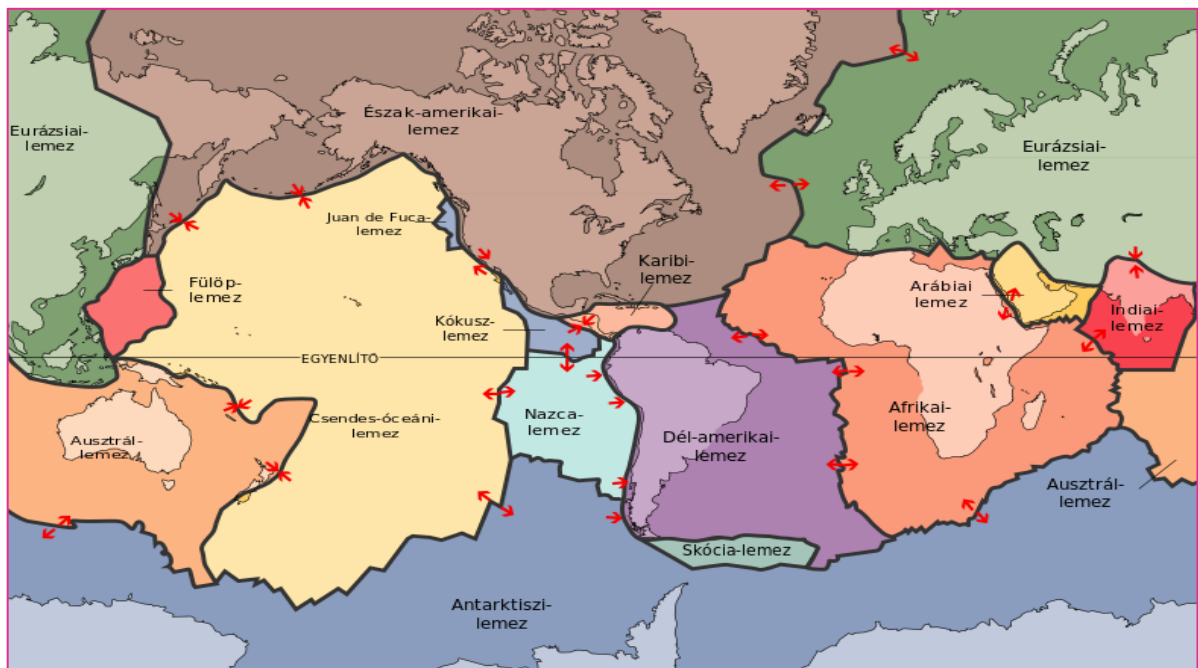 Észak-amerikai-
lemez
Eurázsiai-
lemez
Eurázsiai-
lemez
Juan de Fuca-
lemez
Karibi-
lemez
Fülöp-
lemez
Arábiai
lemez
Indiai-
lemez
Kókusz-
lemez
EGYENLÍTŐ
Csendes-óceáni-
lemez
Nazca-
lemez
Afrikai-
lemez
Ausztrál-
lemez
Dél-amerikai-
lemez
Ausztrál-
lemez
Skócia-lemez
Antarktiszi-
lemez